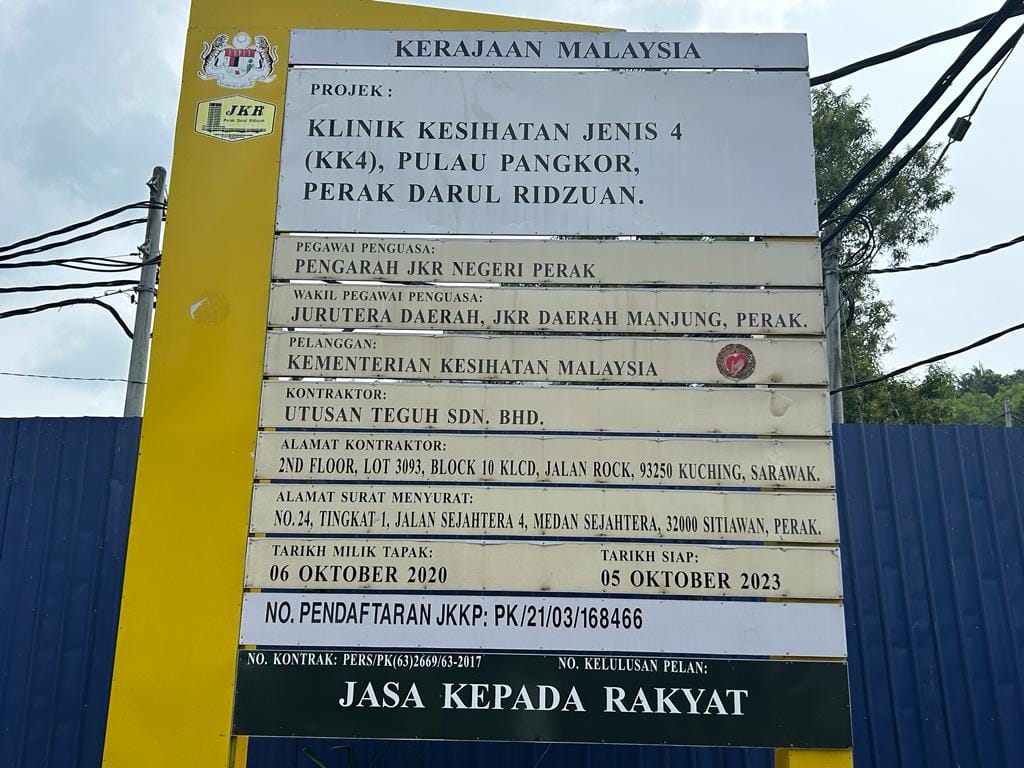 KERAJAAN MALAYSIA
JKR
Perak Darul Ridzuan
PROJEK :
KLINIK KESIHATAN JENIS 4
(KK4), PULAU PANGKOR,
PERAK DARUL RIDZUAN.
PEGAWAI PENGUASA:
PENGARAH JKR NEGERI PERAK
WAKIL PEGAWAI PENGUASA:
JURUTERA DAERAH, JKR DAERAH MANJUNG, PERAK.
PELANGGAN:
KEMENTERIAN KESIHATAN MALAYSIA
KONTRAKTOR:
UTUSAN TEGUH SDN. BHD.
ALAMAT KONTRAKTOR:
2ND FLOOR, LOT 3093, BLOCK 10 KLCD, JALAN ROCK, 93250 KUCHING, SARAWAK.
ALAMAT SURAT MENYURAT:
NO. 24, TINGKAT 1, JALAN SEJAHTERA 4, MEDAN SEJAHTERA, 32000 SITIAWAN, PERAK.
TARIKH MILIK TAPAK: TARIKH SIAP:
06 OKTOBER 2020 05 OKTOBER 2023
NO. PENDAFTARAN JKKP: PK/21/03/168466
NO. KONTRAK: PERS/PK(63)2669/63-2017 NO. KELULUSAN PELAN:
JASA KEPADA RAKYAT